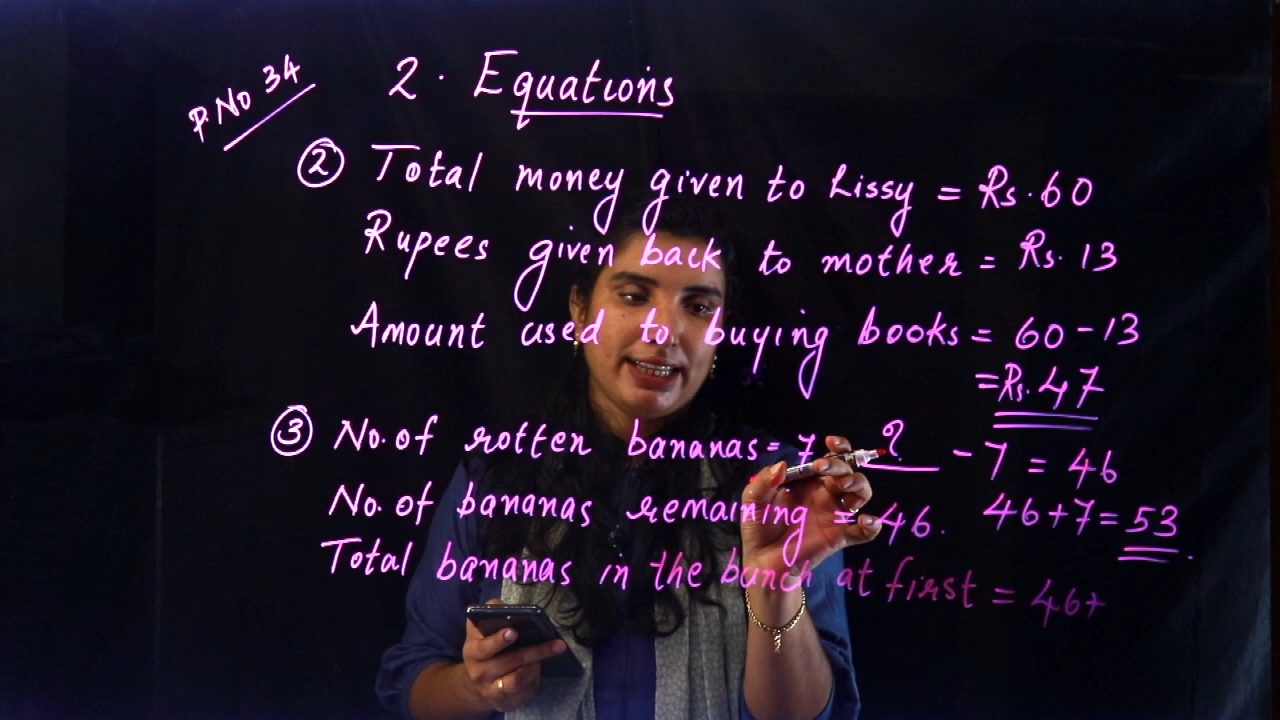 P.No 34
2. Equations
② Total money given to Lissy = Rs. 60
Rupees given back to mother = Rs. 13
Amount used to buying books = 60 - 13
= Rs. 47
③ No. of rotten bananas = 7 ? - 7 = 46
No. of bananas remaining = 46. 46+7 = 53
Total bananas in the bunch at first = 46+